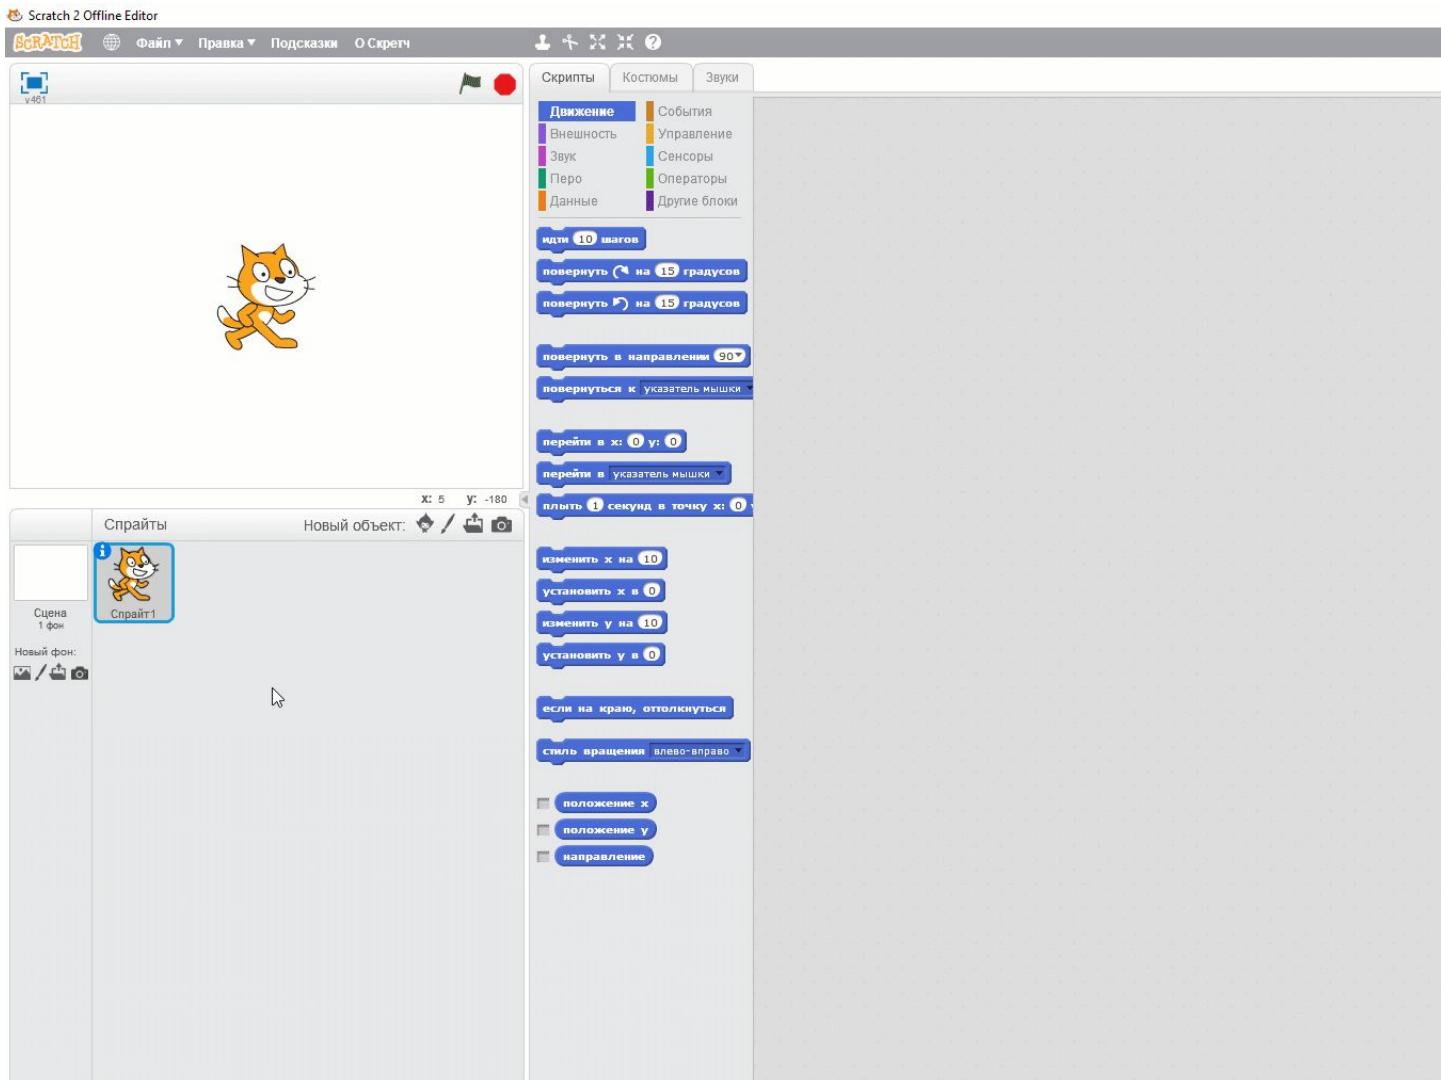 Scratch 2 Offline Editor
SCRATCH Файл Правка Подсказки О Скретч
v461
Скрипты Костюмы Звуки
Движение События
Внешность Управление
Звук Сенсоры
Перо Операторы
Данные Другие блоки
идти 10 шагов
повернуть на 15 градусов
повернуть на 15 градусов
повернуть в направлении 90
повернуться к указатель мышки
перейти в x: 0 y: 0
перейти в указатель мышки
плыть 1 секунд в точку x: 0
изменить x на 10
установить x в 0
изменить y на 10
установить y в 0
если на краю, оттолкнуться
стиль вращения влево-вправо
положение x
положение y
направление
x: 5 y: -180
Спрайты Новый объект:
Спрайт1
Сцена
1 фон
Новый фон: